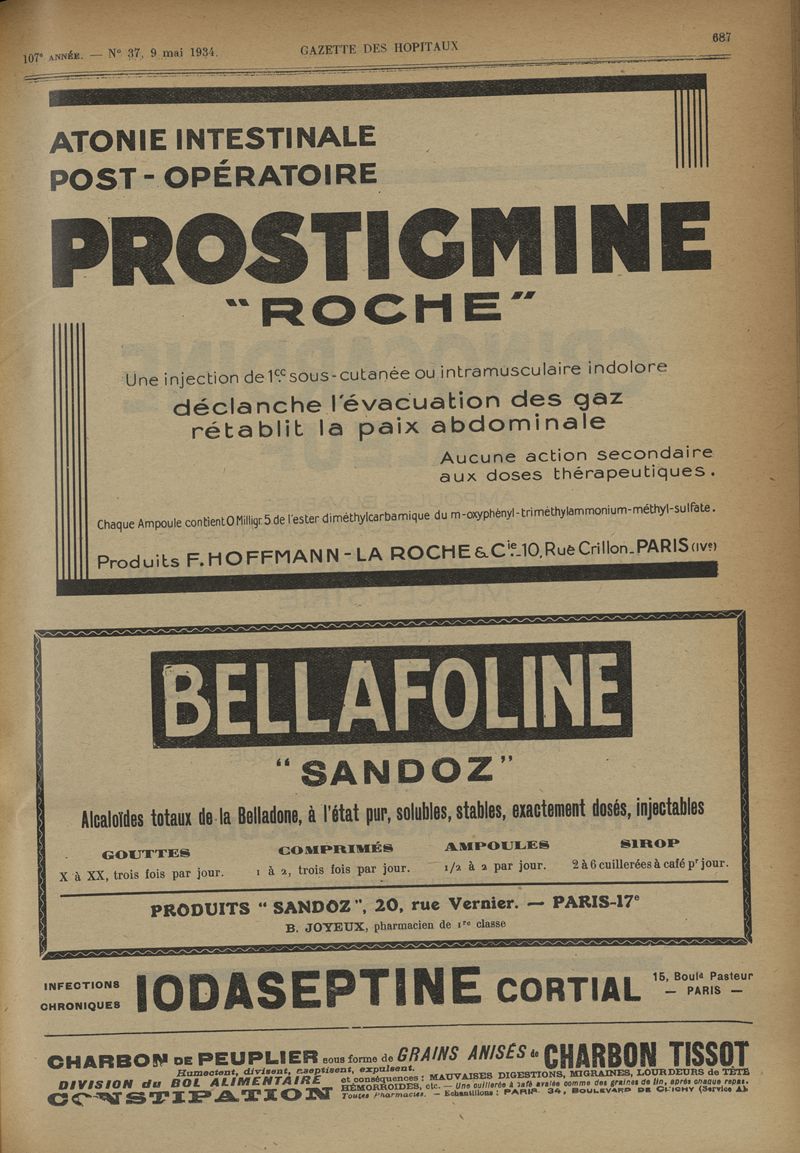 107e ANNÉE. — No 37, 9 mai 1934.
GAZETTE DES HOPITAUX
687
ATONIE INTESTINALE
POST - OPÉRATOIRE
PROSTIGMINE
"ROCHE"
Une injection de 1cc sous-cutanée ou intramusculaire indolore
déclanche l'évacuation des gaz
rétablit la paix abdominale
Aucune action secondaire
aux doses thérapeutiques.
Chaque Ampoule contient 0 Milligr.5 de l'ester diméthylcarbamique du m-oxyphényl-triméthylammonium-méthyl-sulfate.
Produits F. HOFFMANN-LA ROCHE & Cie_10, Rue Crillon_PARIS (IVe)
BELLAFOLINE
"SANDOZ"
Alcaloïdes totaux de la Belladone, à l'état pur, solubles, stables, exactement dosés, injectables
GOUTTES
X à XX, trois fois par jour.
COMPRIMÉS
1 à 2, trois fois par jour.
AMPOULES
1/2 à 2 par jour.
SIROP
2 à 6 cuillerées à café pr jour.
PRODUITS "SANDOZ", 20, rue Vernier. — PARIS-17e
B. JOYEUX, pharmacien de 1re classe
INFECTIONS
CHRONIQUES
IODASEPTINE CORTIAL
15, Bould Pasteur
— PARIS —
CHARBON DE PEUPLIER sous forme de GRAINS ANISÉS de CHARBON TISSOT
Humectent, divisent, aseptisent, expulsent.
DIVISION du BOL ALIMENTAIRE
CONSTIPATION
et conséquences : MAUVAISES DIGESTIONS, MIGRAINES, LOURDEURS de TÊTE
HÉMORROIDES, etc. — Une cuillerée à café avalée comme des graines de lin, après chaque repas.
Toutes Pharmacies. — Echantillons : PARIS 34, BOULEVARD DE CLICHY (Service A).